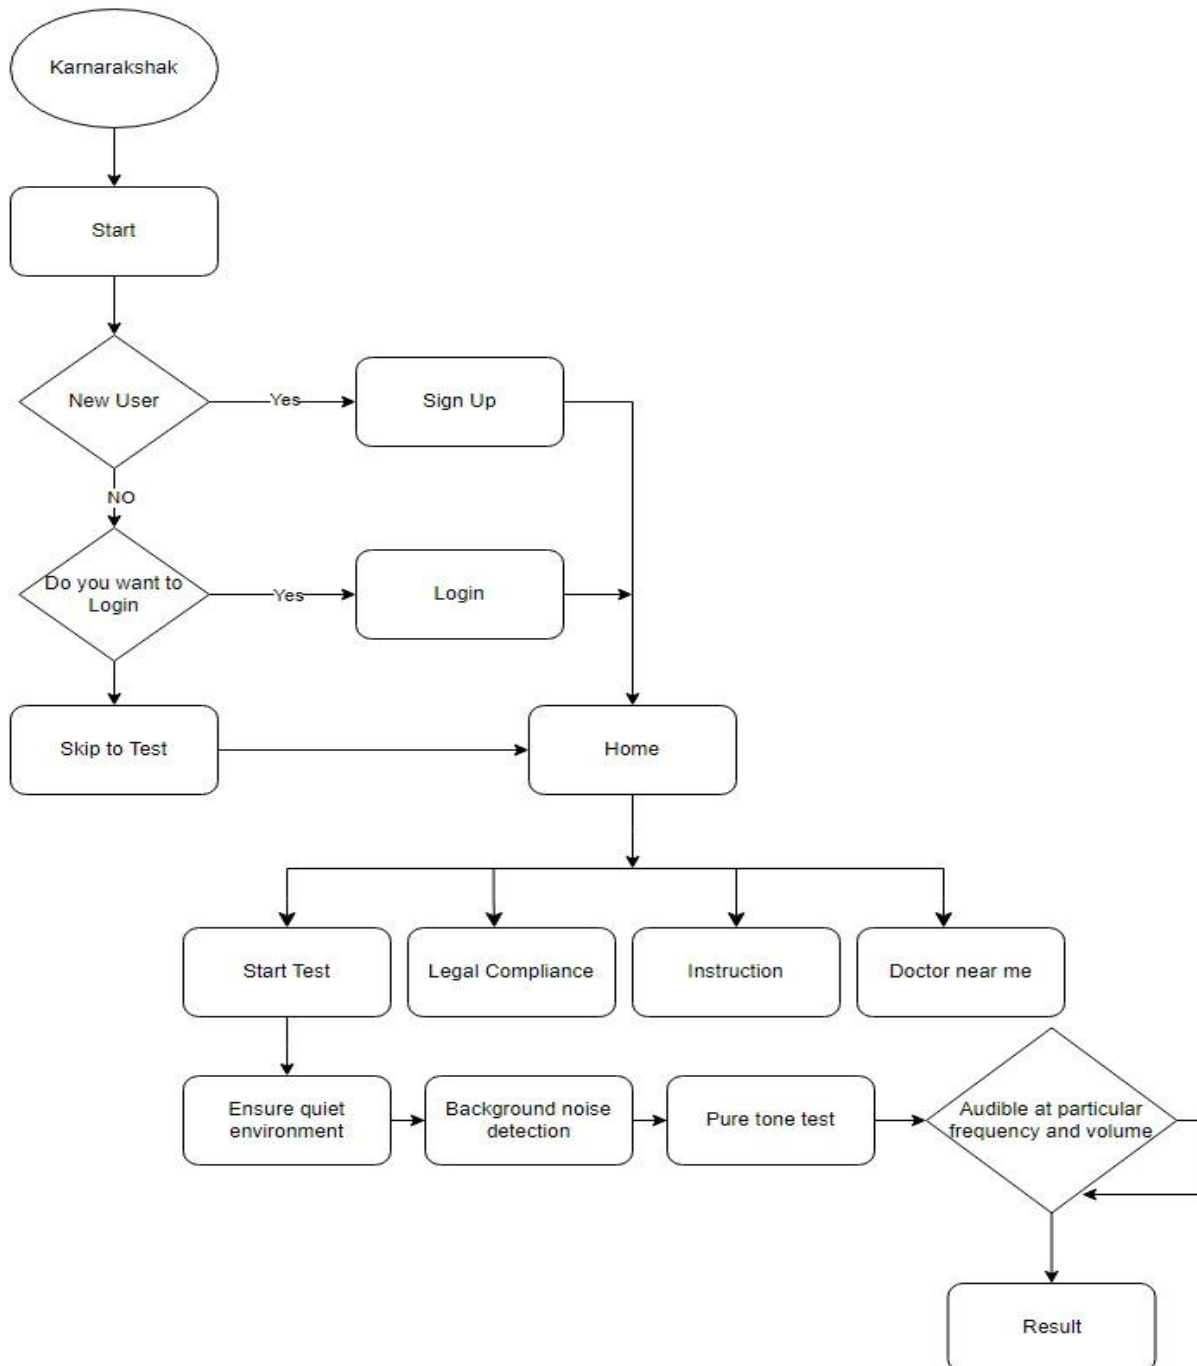 Karnarakshak
Start
New User
Yes
Sign Up
NO
Do you want to
Login
Yes
Login
Skip to Test
Home
Start Test
Legal Compliance
Instruction
Doctor near me
Ensure quiet
environment
Background noise
detection
Pure tone test
Audible at particular
frequency and volume
Result